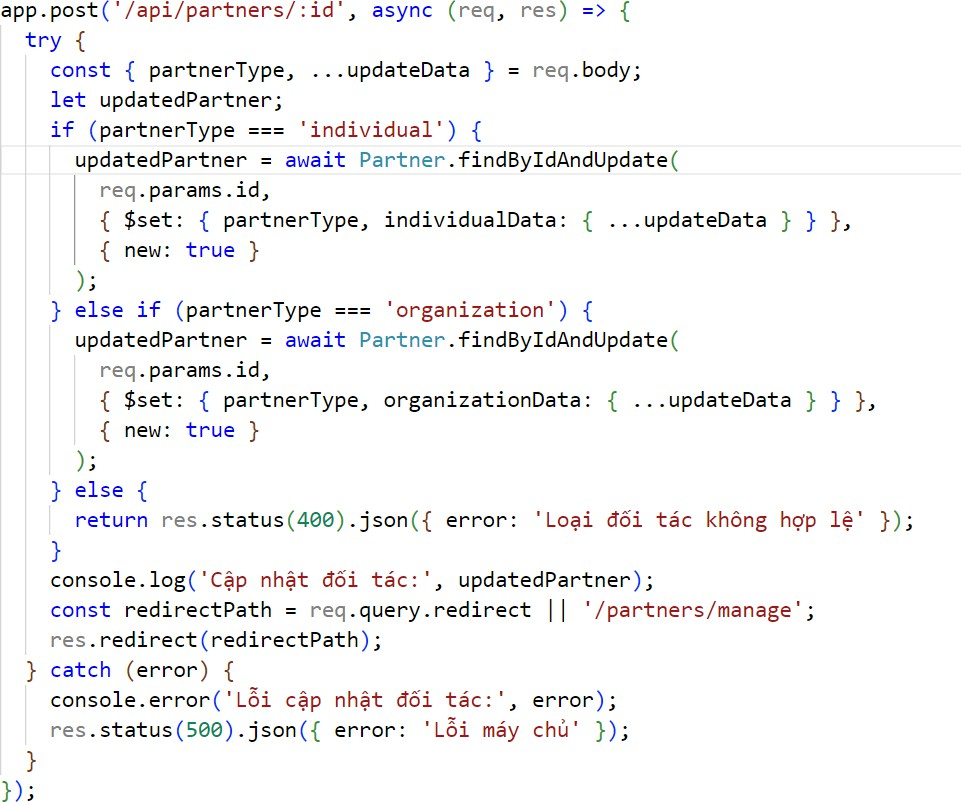 app.post('/api/partners/:id', async (req, res) => {
  try {
    const { partnerType, ...updateData } = req.body;
    let updatedPartner;
    if (partnerType === 'individual') {
      updatedPartner = await Partner.findByIdAndUpdate(
        req.params.id,
        { $set: { partnerType, individualData: { ...updateData } } },
        { new: true }
      );
    } else if (partnerType === 'organization') {
      updatedPartner = await Partner.findByIdAndUpdate(
        req.params.id,
        { $set: { partnerType, organizationData: { ...updateData } } },
        { new: true }
      );
    } else {
      return res.status(400).json({ error: 'Loại đối tác không hợp lệ' });
    }
    console.log('Cập nhật đối tác:', updatedPartner);
    const redirectPath = req.query.redirect || '/partners/manage';
    res.redirect(redirectPath);
  } catch (error) {
    console.error('Lỗi cập nhật đối tác:', error);
    res.status(500).json({ error: 'Lỗi máy chủ' });
  }
});